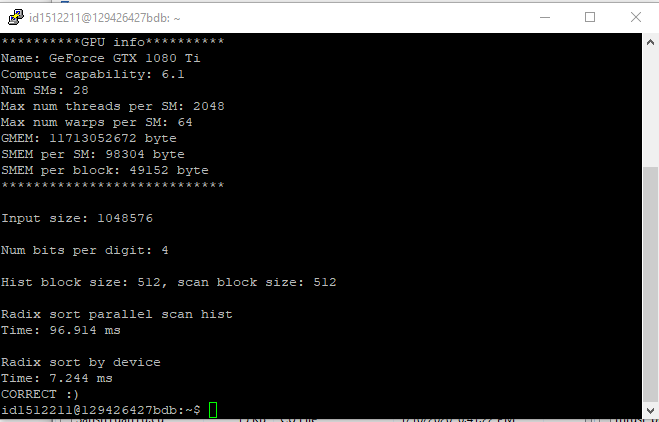 id1512211@129426427bdb: ~
**********GPU info**********
Name: GeForce GTX 1080 Ti
Compute capability: 6.1
Num SMs: 28
Max num threads per SM: 2048
Max num warps per SM: 64
GMEM: 11713052672 byte
SMEM per SM: 98304 byte
SMEM per block: 49152 byte
****************************
Input size: 1048576
Num bits per digit: 4
Hist block size: 512, scan block size: 512
Radix sort parallel scan hist
Time: 96.914 ms
Radix sort by device
Time: 7.244 ms
CORRECT :)
id1512211@129426427bdb:~$